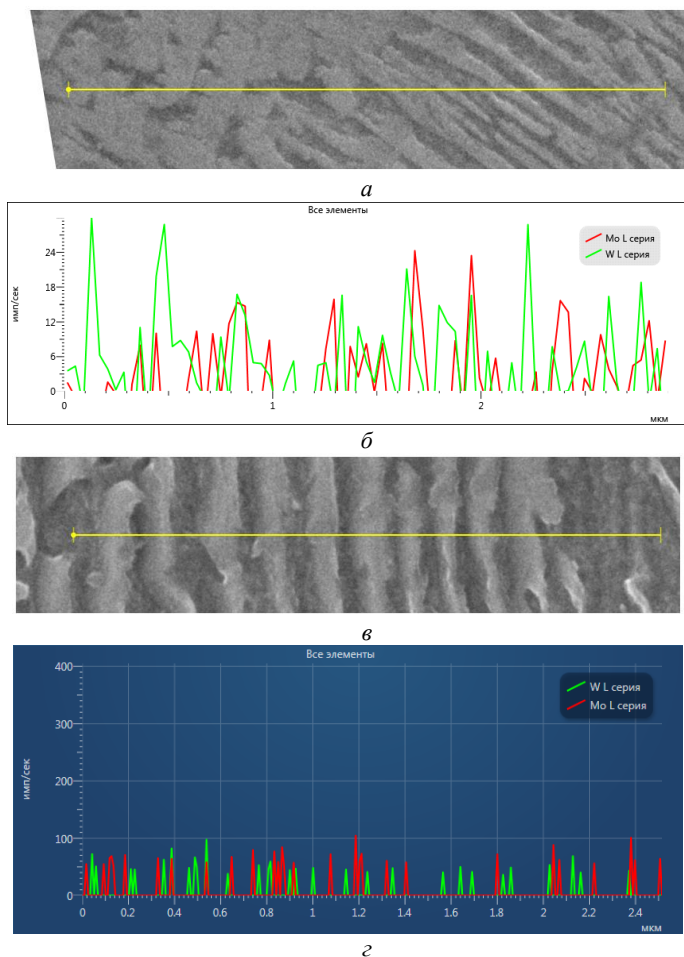 а
Все элементы
имп/сек
24
18
12
6
0
Mo L серия
W L серия
0
1
2
мкм
б
в
Все элементы
имп/сек
400
300
200
100
0
W L серия
Mo L серия
0
0.2
0.4
0.6
0.8
1
1.2
1.4
1.6
1.8
2
2.2
2.4
мкм
г